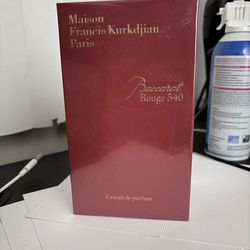 Maison
Francis Kurkdjian
Paris
Baccarat
Rouge 540
Extrait de parfum